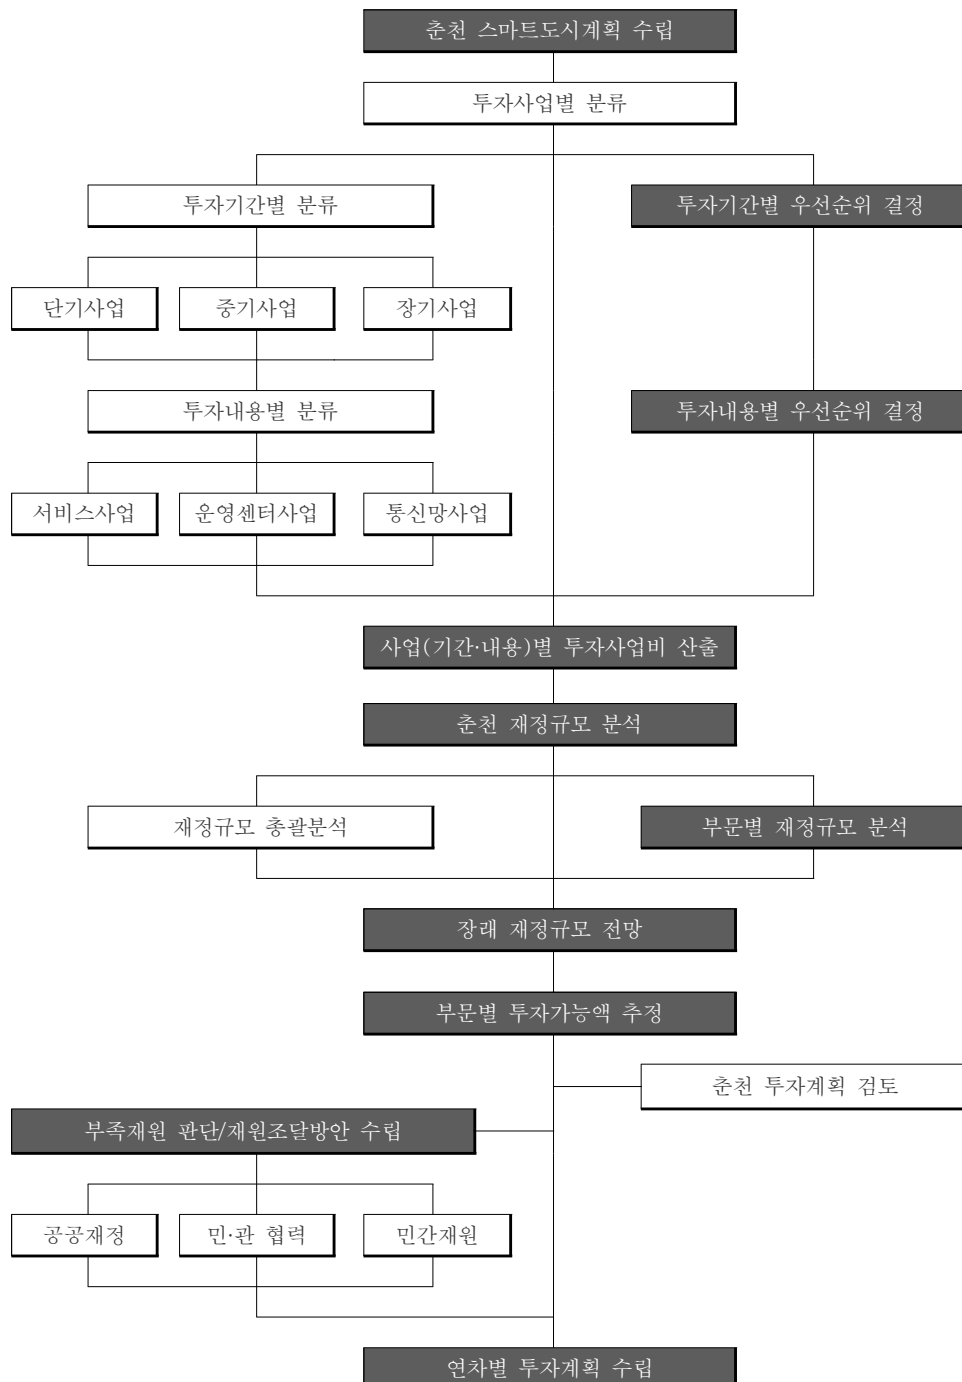 춘천 스마트도시계획 수립
투자사업별 분류
투자기간별 분류
투자기간별 우선순위 결정
단기사업
중기사업
장기사업
투자내용별 분류
투자내용별 우선순위 결정
서비스사업
운영센터사업
통신망사업
사업(기간·내용)별 투자사업비 산출
춘천 재정규모 분석
재정규모 총괄분석
부문별 재정규모 분석
장래 재정규모 전망
부문별 투자가능액 추정
춘천 투자계획 검토
부족재원 판단/재원조달방안 수립
공공재정
민·관 협력
민간재원
연차별 투자계획 수립